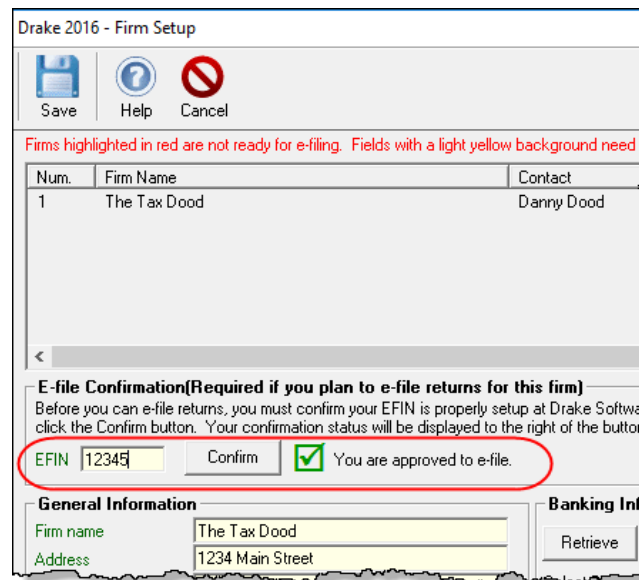 Drake 2016 - Firm Setup
Save Help Cancel
Firms highlighted in red are not ready for e-filing. Fields with a light yellow background need
Num. Firm Name Contact
1 The Tax Dood Danny Dood
E-file Confirmation(Required if you plan to e-file returns for this firm)
Before you can e-file returns, you must confirm your EFIN is properly setup at Drake Softwa
click the Confirm button. Your confirmation status will be displayed to the right of the button
EFIN 12345 Confirm You are approved to e-file.
General Information Banking Inf
Firm name The Tax Dood Retrieve
Address 1234 Main Street